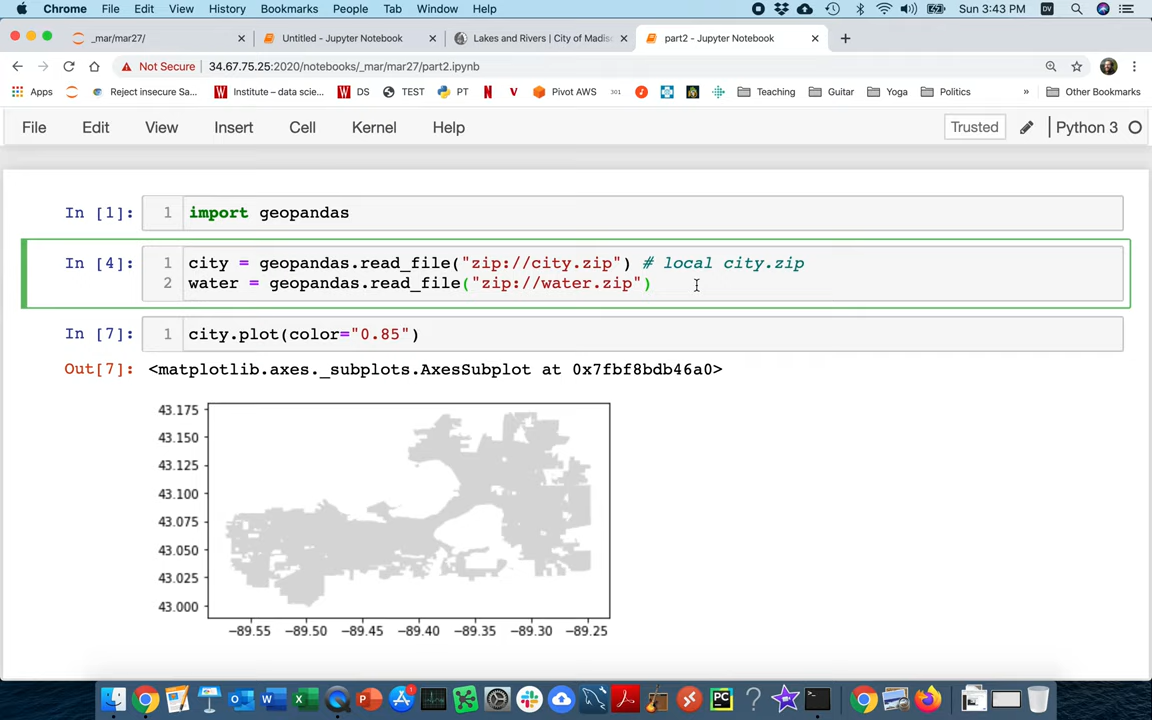 Chrome File Edit View History Bookmarks People Tab Window Help Sun 3:43 PM DV
_mar/mar27/ Untitled - Jupyter Notebook Lakes and Rivers | City of Madis part2 - Jupyter Notebook
Not Secure 34.67.75.25:2020/notebooks/_mar/mar27/part2.ipynb
Apps Reject insecure Sa... Institute – data scie... DS TEST PT Pivot AWS Teaching Guitar Yoga Politics » Other Bookmarks
File Edit View Insert Cell Kernel Help Trusted Python 3
In [1]: 1 import geopandas
In [4]: 1 city = geopandas.read_file("zip://city.zip") # local city.zip
2 water = geopandas.read_file("zip://water.zip")
In [7]: 1 city.plot(color="0.85")
Out[7]: <matplotlib.axes._subplots.AxesSubplot at 0x7fbf8bdb46a0>
43.175
43.150
43.125
43.100
43.075
43.050
43.025
43.000
−89.55 −89.50 −89.45 −89.40 −89.35 −89.30 −89.25